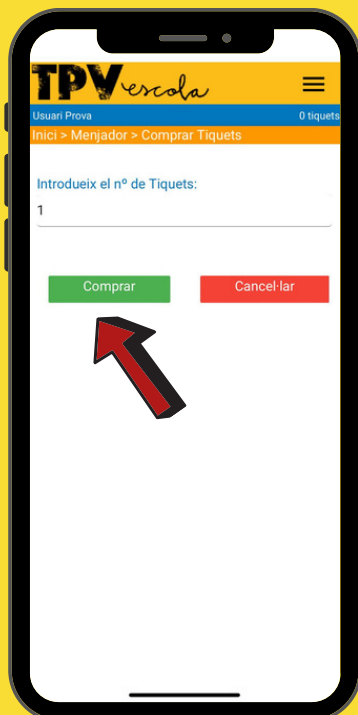 TPV escola
Usuari Prova 0 tiquets
Inici > Menjador > Comprar Tiquets
Introdueix el nº de Tiquets:
1
Comprar Cancel·lar